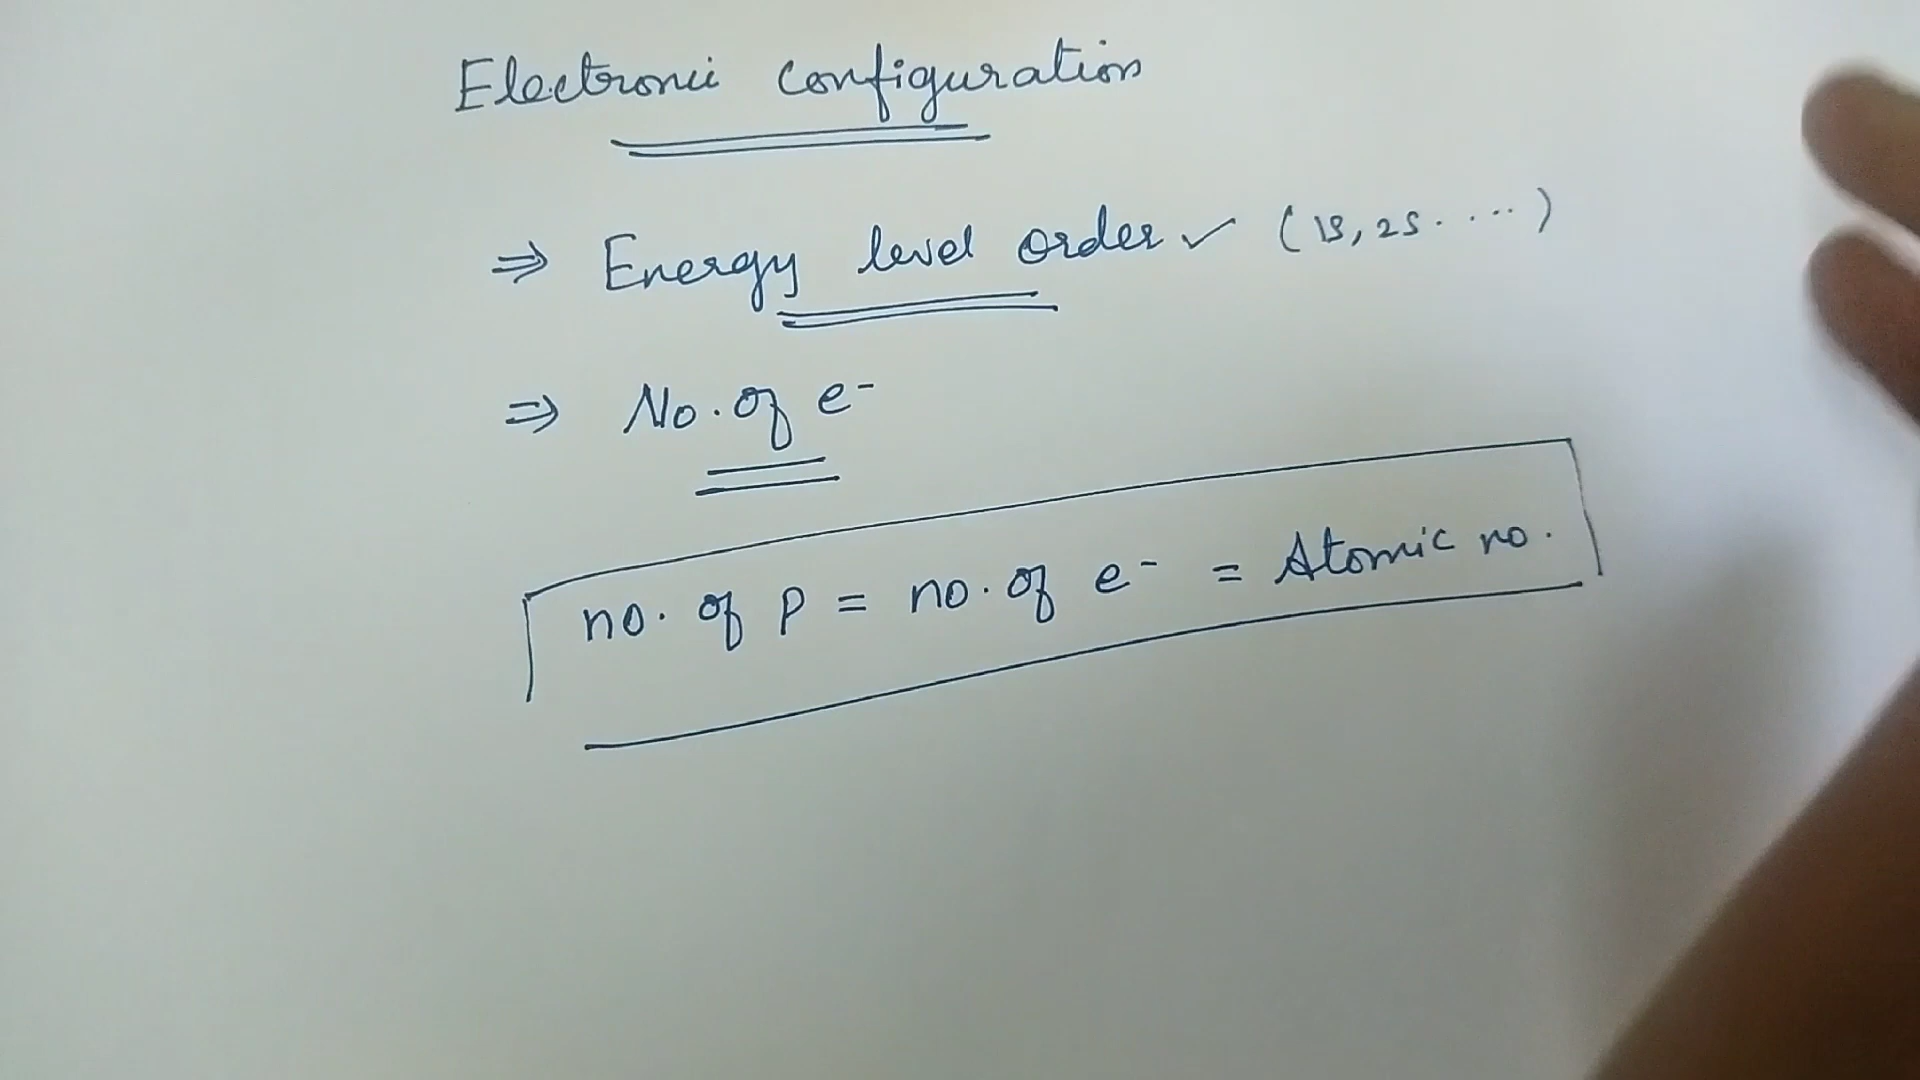 Electronic configuration
⇒ Energy level order ✓ (1s, 2s.....)
⇒ No. of e⁻
no. of p = no. of e⁻ = Atomic no.